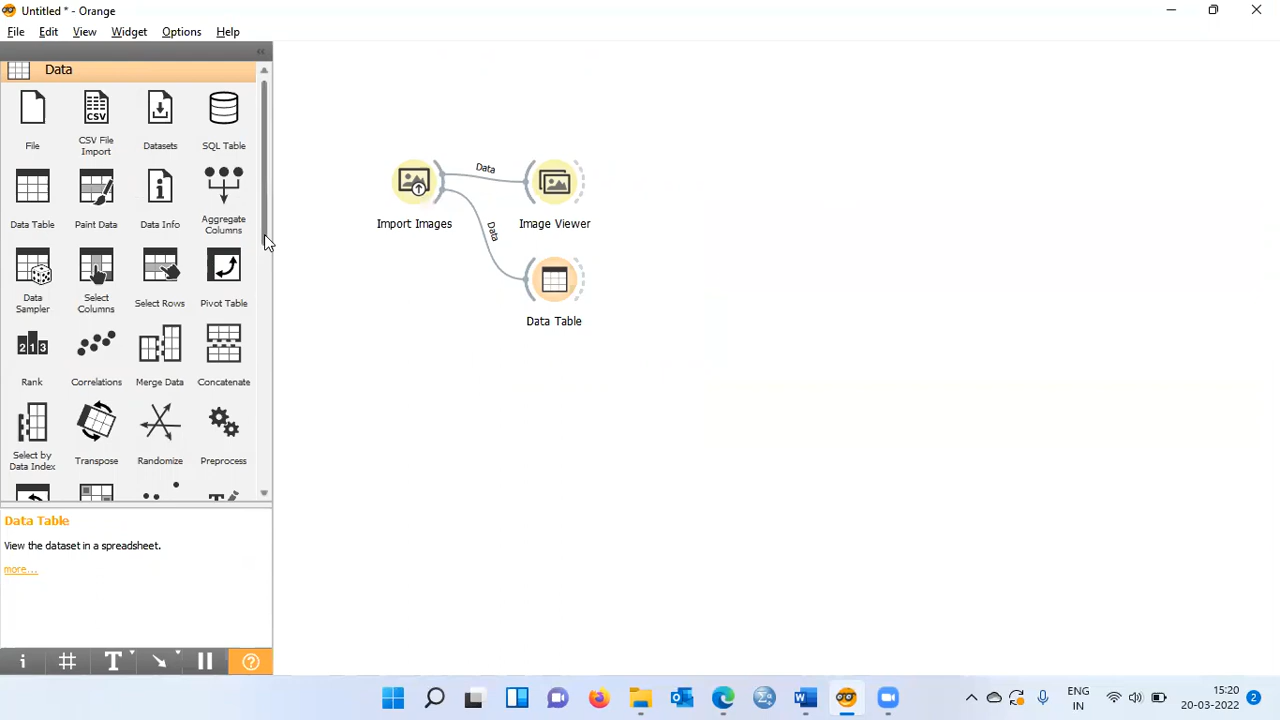 Untitled * - Orange
File Edit View Widget Options Help
Data
File CSV File Import Datasets SQL Table
Data Table Paint Data Data Info Aggregate Columns
Data Sampler Select Columns Select Rows Pivot Table
Rank Correlations Merge Data Concatenate
Select by Data Index Transpose Randomize Preprocess
Data
Import Images Image Viewer
Data
Data Table
Data Table
View the dataset in a spreadsheet.
more...
ENG
IN
15:20
20-03-2022
2